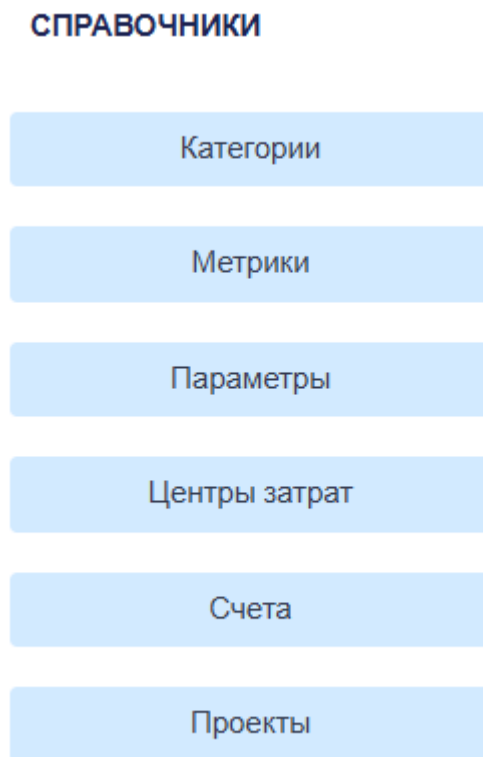 СПРАВОЧНИКИ
Категории
Метрики
Параметры
Центры затрат
Счета
Проекты